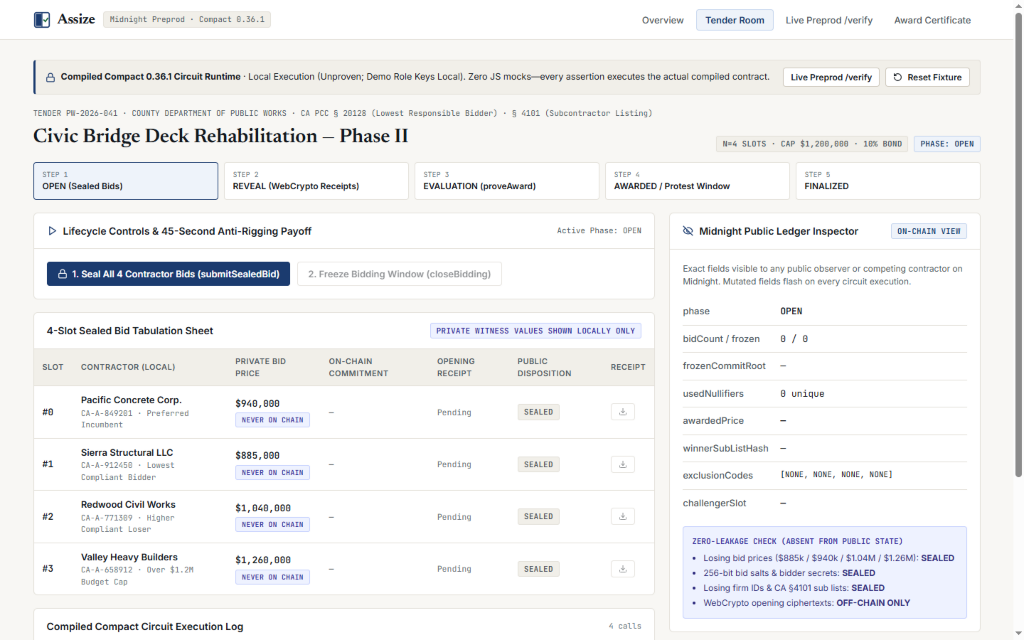 Assize
Midnight Preprod · Compact 0.36.1
Overview
Tender Room
Live Preprod /verify
Award Certificate
Compiled Compact 0.36.1 Circuit Runtime · Local Execution (Unproven; Demo Role Keys Local). Zero JS mocks—every assertion executes the actual compiled contract.
Live Preprod /verify
Reset Fixture
TENDER PW-2026-041 · COUNTY DEPARTMENT OF PUBLIC WORKS · CA PCC § 20128 (Lowest Responsible Bidder) · § 4101 (Subcontractor Listing)
Civic Bridge Deck Rehabilitation — Phase II
N=4 SLOTS · CAP $1,200,000 · 10% BOND
PHASE: OPEN
STEP 1
OPEN (Sealed Bids)
STEP 2
REVEAL (WebCrypto Receipts)
STEP 3
EVALUATION (proveAward)
STEP 4
AWARDED / Protest Window
STEP 5
FINALIZED
Lifecycle Controls & 45-Second Anti-Rigging Payoff
Active Phase: OPEN
1. Seal All 4 Contractor Bids (submitSealedBid)
2. Freeze Bidding Window (closeBidding)
4-Slot Sealed Bid Tabulation Sheet
PRIVATE WITNESS VALUES SHOWN LOCALLY ONLY
SLOT
CONTRACTOR (LOCAL)
PRIVATE BID
PRICE
ON-CHAIN
COMMITMENT
OPENING
RECEIPT
PUBLIC
DISPOSITION
RECEIPT
#0
Pacific Concrete Corp.
CA-A-849201 · Preferred
Incumbent
$940,000
NEVER ON CHAIN
—
Pending
SEALED
#1
Sierra Structural LLC
CA-A-912450 · Lowest
Compliant Bidder
$885,000
NEVER ON CHAIN
—
Pending
SEALED
#2
Redwood Civil Works
CA-A-771309 · Higher
Compliant Loser
$1,040,000
NEVER ON CHAIN
—
Pending
SEALED
#3
Valley Heavy Builders
CA-A-658912 · Over $1.2M
Budget Cap
$1,260,000
NEVER ON CHAIN
—
Pending
SEALED
Compiled Compact Circuit Execution Log
4 calls
Midnight Public Ledger Inspector
ON-CHAIN VIEW
Exact fields visible to any public observer or competing contractor on
Midnight. Mutated fields flash on every circuit execution.
phase
OPEN
bidCount / frozen
0 / 0
frozenCommitRoot
—
usedNullifiers
0 unique
awardedPrice
—
winnerSubListHash
—
exclusionCodes
[NONE, NONE, NONE, NONE]
challengerSlot
—
ZERO-LEAKAGE CHECK (ABSENT FROM PUBLIC STATE)
• Losing bid prices ($885k / $940k / $1.04M / $1.26M): SEALED
• 256-bit bid salts & bidder secrets: SEALED
• Losing firm IDs & CA §4101 sub lists: SEALED
• WebCrypto opening ciphertexts: OFF-CHAIN ONLY